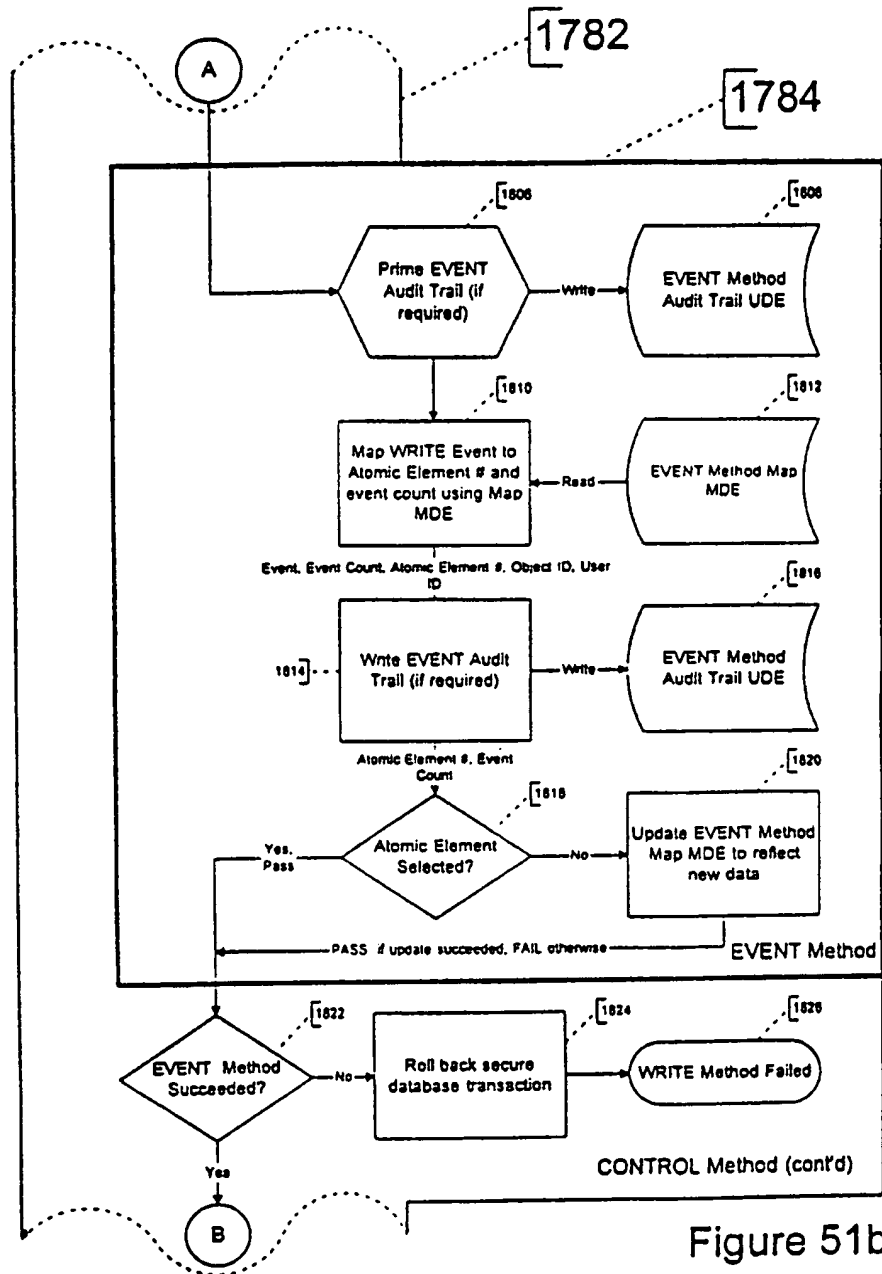 1782
A
1784
1806
1808
Prime EVENT
Audit Trail (if
required)
Write
EVENT Method
Audit Trail UDE
1810
1812
Map WRITE Event to
Atomic Element # and
event count using Map
MDE
Read
EVENT Method Map
MDE
Event, Event Count, Atomic Element #, Object ID, User
ID
1816
1814
Write EVENT Audit
Trail (if required)
Write
EVENT Method
Audit Trail UDE
Atomic Element #, Event
Count
1818
1820
Yes,
Pass
Atomic Element
Selected?
No
Update EVENT Method
Map MDE to reflect
new data
PASS if update succeeded, FAIL otherwise
EVENT Method
1822
1824
1826
EVENT Method
Succeeded?
No
Roll back secure
database transaction
WRITE Method Failed
Yes
CONTROL Method (cont'd)
B
Figure 51b